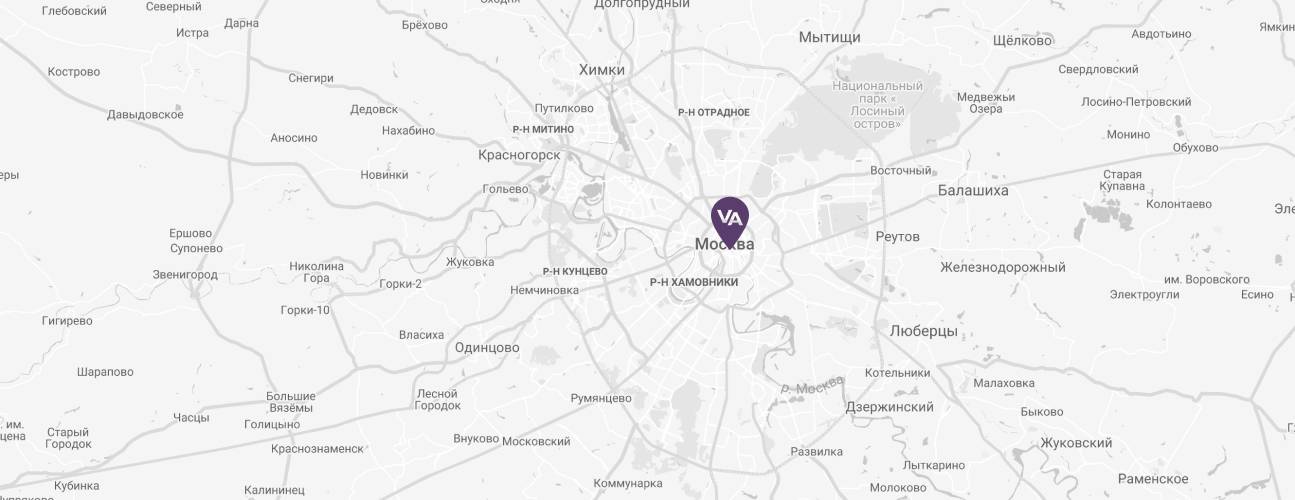 Глебовский
Северный
Истра
Дарна
Брёхово
Долгопрудный
Мытищи
Щёлково
Авдотьино
Кострово
Снегири
Химки
Свердловский
Национальный
парк «
Лосиный
остров»
Медвежьи
Озера
Лосино-Петровский
Давыдовское
Дедовск
Путилково
Р-Н ОТРАДНОЕ
Аносино
Нахабино
Р-Н МИТИНО
Монино
Обухово
Красногорск
Новинки
Гольево
Восточный
Балашиха
Старая
Купавна
Колонтаево
VA
Москва
Реутов
Ершово
Супонево
Звенигород
Николина
Гора
Жуковка
Горки-2
Р-Н КУНЦЕВО
Немчиновка
Р-Н ХАМОВНИКИ
Железнодорожный
им. Воровского
Электроугли
Есино
Горки-10
Гигирево
Власиха
Одинцово
Люберцы
Шарапово
Котельники
Малаховка
р. Москва
Большие
Вязёмы
Лесной
Городок
Румянцево
Дзержинский
Быково
Часцы
Голицыно
. им.
цена
Старый
Городок
Краснознаменск
Внуково
Московский
Развилка
Жуковский
Лыткарино
Раменское
Кубинка
Калининец
Коммунарка
Молоково